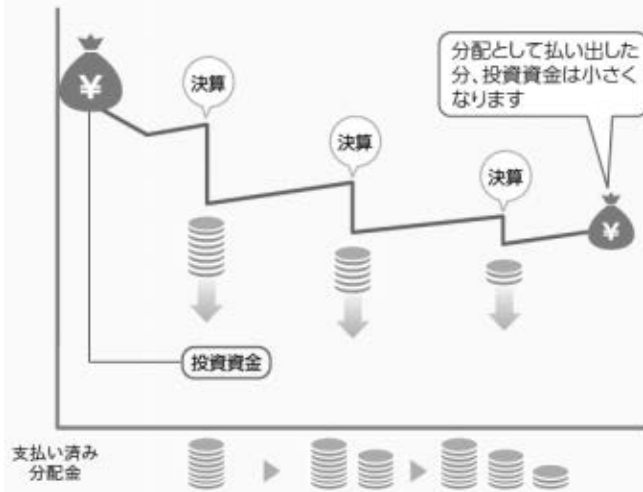 ¥
決算
分配として払い出した
分、投資資金は小さく
なります
決算
決算
¥
投資資金
支払い済み
分配金